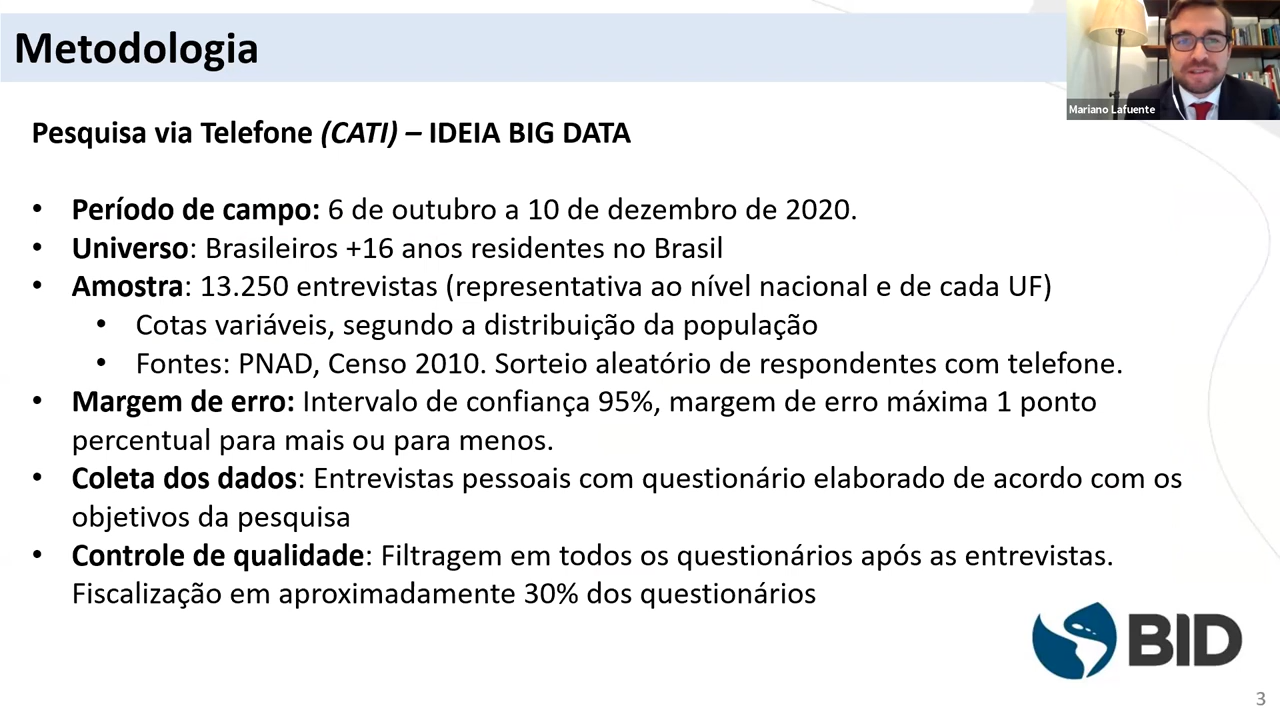 Metodologia
Mariano Lafuente
Pesquisa via Telefone (CATI) – IDEIA BIG DATA
• Período de campo: 6 de outubro a 10 de dezembro de 2020.
• Universo: Brasileiros +16 anos residentes no Brasil
• Amostra: 13.250 entrevistas (representativa ao nível nacional e de cada UF)
• Cotas variáveis, segundo a distribuição da população
• Fontes: PNAD, Censo 2010. Sorteio aleatório de respondentes com telefone.
• Margem de erro: Intervalo de confiança 95%, margem de erro máxima 1 ponto
percentual para mais ou para menos.
• Coleta dos dados: Entrevistas pessoais com questionário elaborado de acordo com os
objetivos da pesquisa
• Controle de qualidade: Filtragem em todos os questionários após as entrevistas.
Fiscalização em aproximadamente 30% dos questionários
BID
3